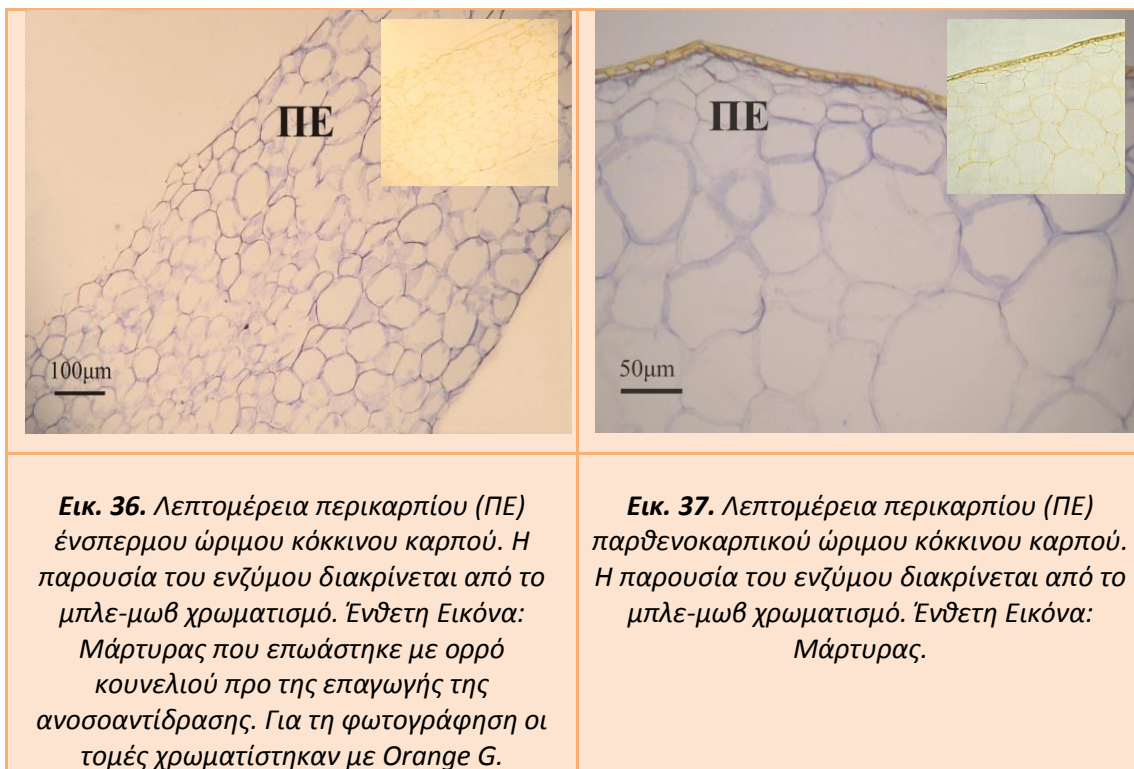 ΠΕ
100μm
ΠΕ
50μm
Εικ. 36. Λεπτομέρεια περικαρπίου (ΠΕ)
ένσπερμου ώριμου κόκκινου καρπού. Η
παρουσία του ενζύμου διακρίνεται από το
μπλε-μωβ χρωματισμό. Ένθετη Εικόνα:
Μάρτυρας που επωάστηκε με ορρό
κουνελιού προ της επαγωγής της
ανοσοαντίδρασης. Για τη φωτογράφηση οι
τομές χρωματίστηκαν με Orange G.
Εικ. 37. Λεπτομέρεια περικαρπίου (ΠΕ)
παρθενοκαρπικού ώριμου κόκκινου καρπού.
Η παρουσία του ενζύμου διακρίνεται από το
μπλε-μωβ χρωματισμό. Ένθετη Εικόνα:
Μάρτυρας.